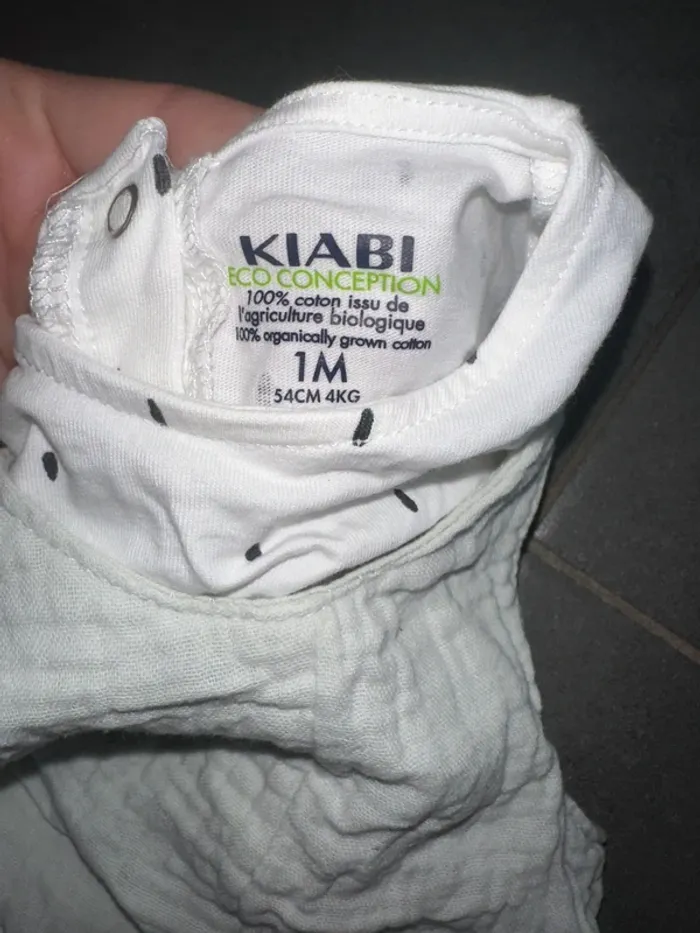 KIABI
ECO CONCEPTION
100% coton issu de
l'agriculture biologique
100% organically grown cotton
1M
54CM 4KG